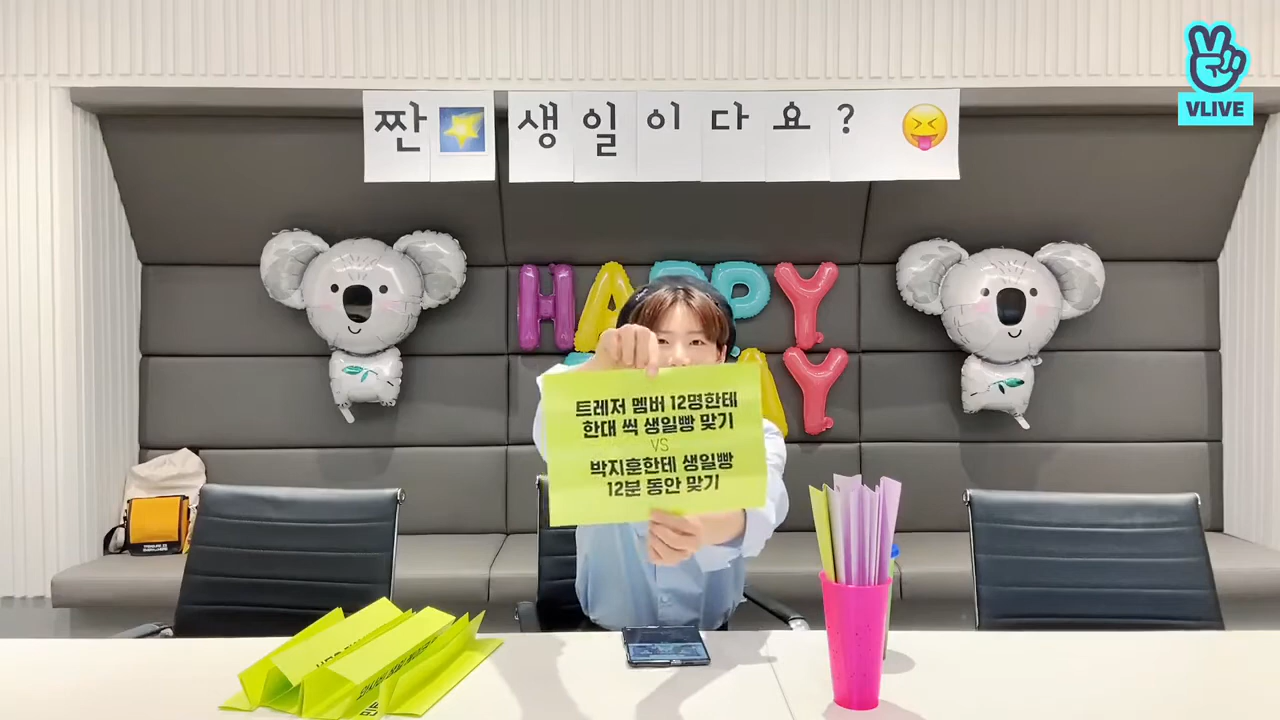 VLIVE
짠 생일이다요?
HAPPY
트레저 멤버 12명한테
한대 씩 생일빵 맞기
VS
박지훈한테 생일빵
12분 동안 맞기